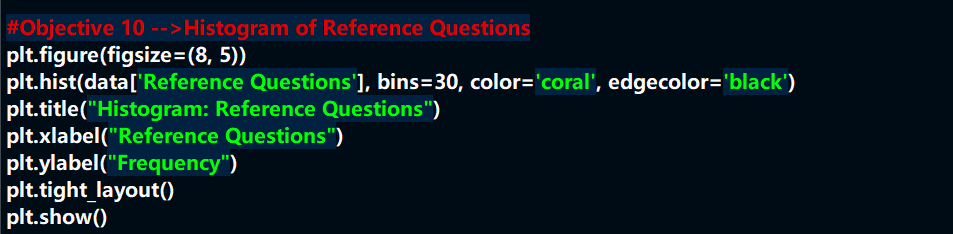 #Objective 10 -->Histogram of Reference Questions
plt.figure(figsize=(8, 5))
plt.hist(data['Reference Questions'], bins=30, color='coral', edgecolor='black')
plt.title("Histogram: Reference Questions")
plt.xlabel("Reference Questions")
plt.ylabel("Frequency")
plt.tight_layout()
plt.show()